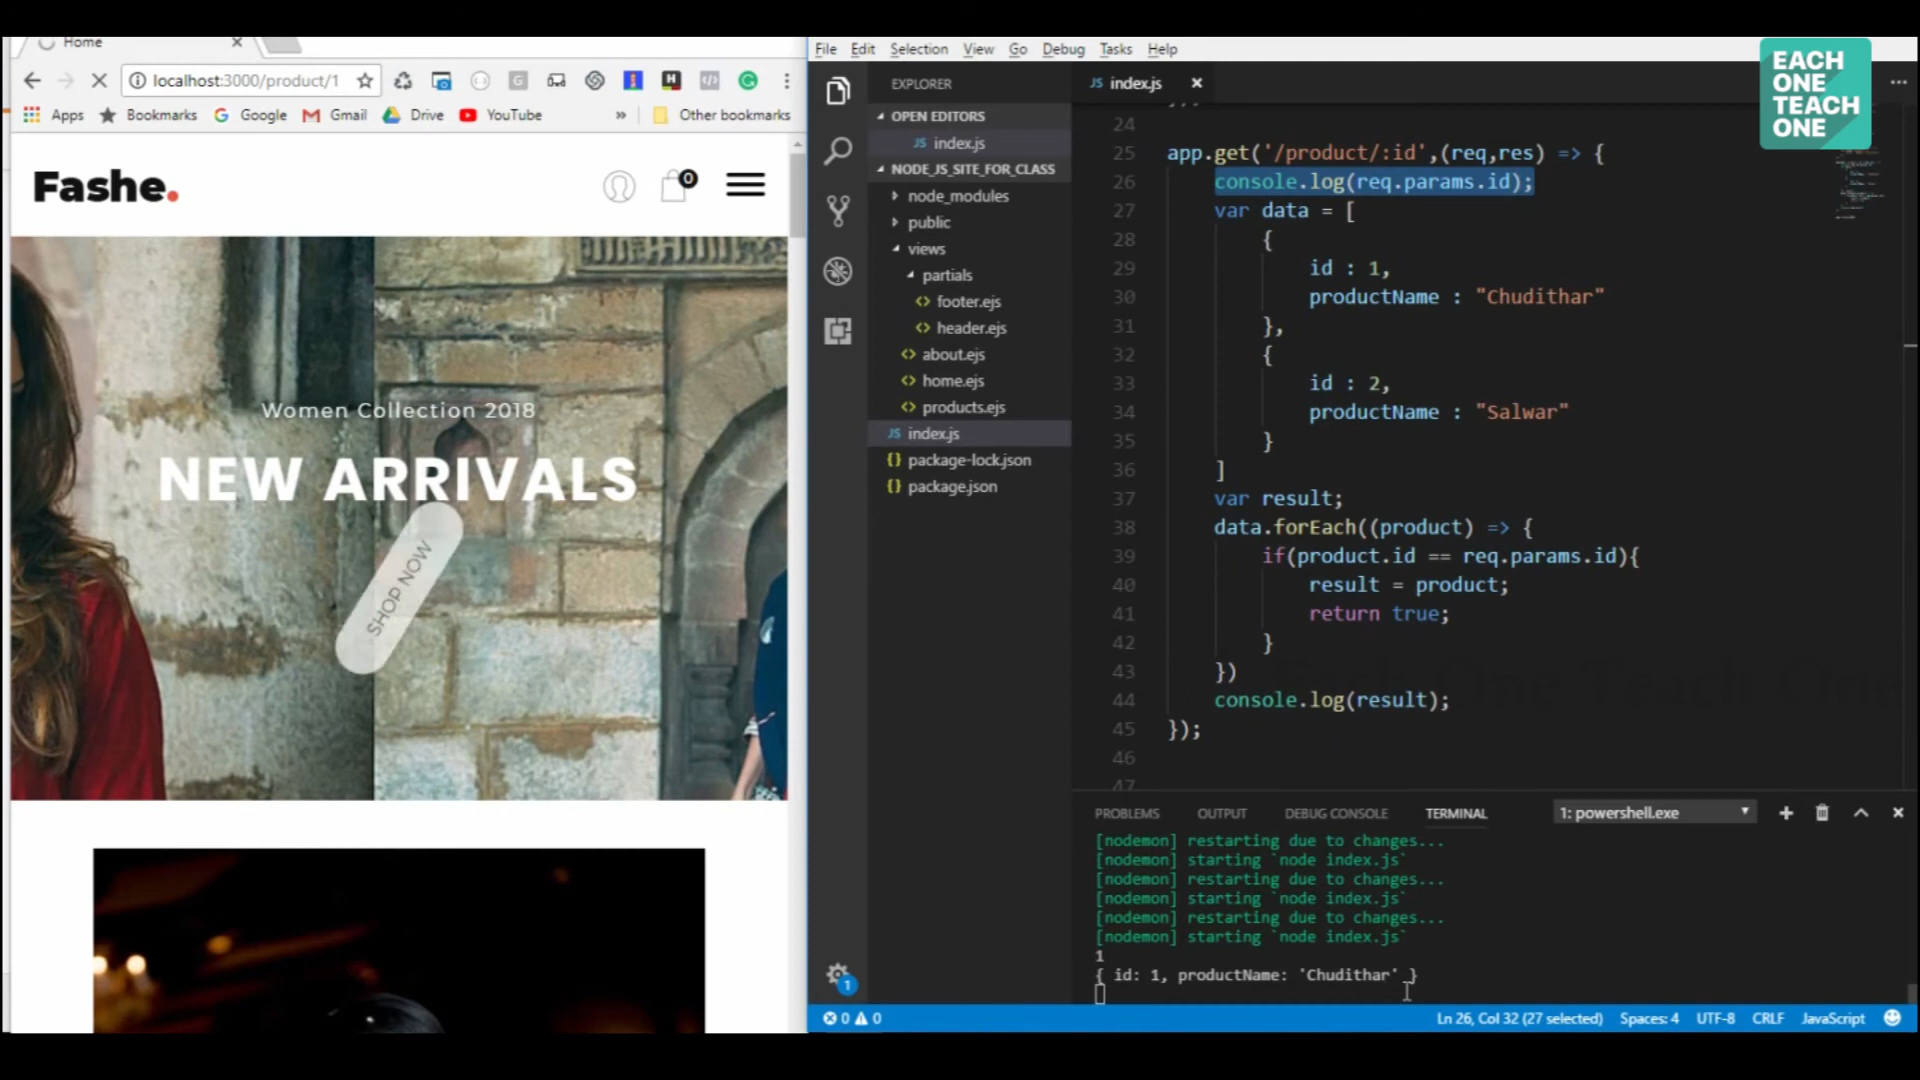 Home
localhost:3000/product/1
Apps Bookmarks Google Gmail Drive YouTube » Other bookmarks
Fashe.
0
Women Collection 2018
NEW ARRIVALS
SHOP NOW
File Edit Selection View Go Debug Tasks Help
EXPLORER
OPEN EDITORS
JS index.js
NODE_JS_SITE_FOR_CLASS
node_modules
public
views
partials
<> footer.ejs
<> header.ejs
<> about.ejs
<> home.ejs
<> products.ejs
JS index.js
{} package-lock.json
{} package.json
1
JS index.js
EACH
ONE
TEACH
ONE
24
25 app.get('/product/:id',(req,res) => {
26 console.log(req.params.id);
27 var data = [
28 {
29 id : 1,
30 productName : "Chudithar"
31 },
32 {
33 id : 2,
34 productName : "Salwar"
35 }
36 ]
37 var result;
38 data.forEach((product) => {
39 if(product.id == req.params.id){
40 result = product;
41 return true;
42 }
43 })
44 console.log(result);
45 });
46
47
Each One Teach One
PROBLEMS OUTPUT DEBUG CONSOLE TERMINAL 1: powershell.exe
[nodemon] restarting due to changes...
[nodemon] starting `node index.js`
[nodemon] restarting due to changes...
[nodemon] starting `node index.js`
[nodemon] restarting due to changes...
[nodemon] starting `node index.js`
1
{ id: 1, productName: 'Chudithar' }
0 0 Ln 26, Col 32 (27 selected) Spaces: 4 UTF-8 CRLF JavaScript